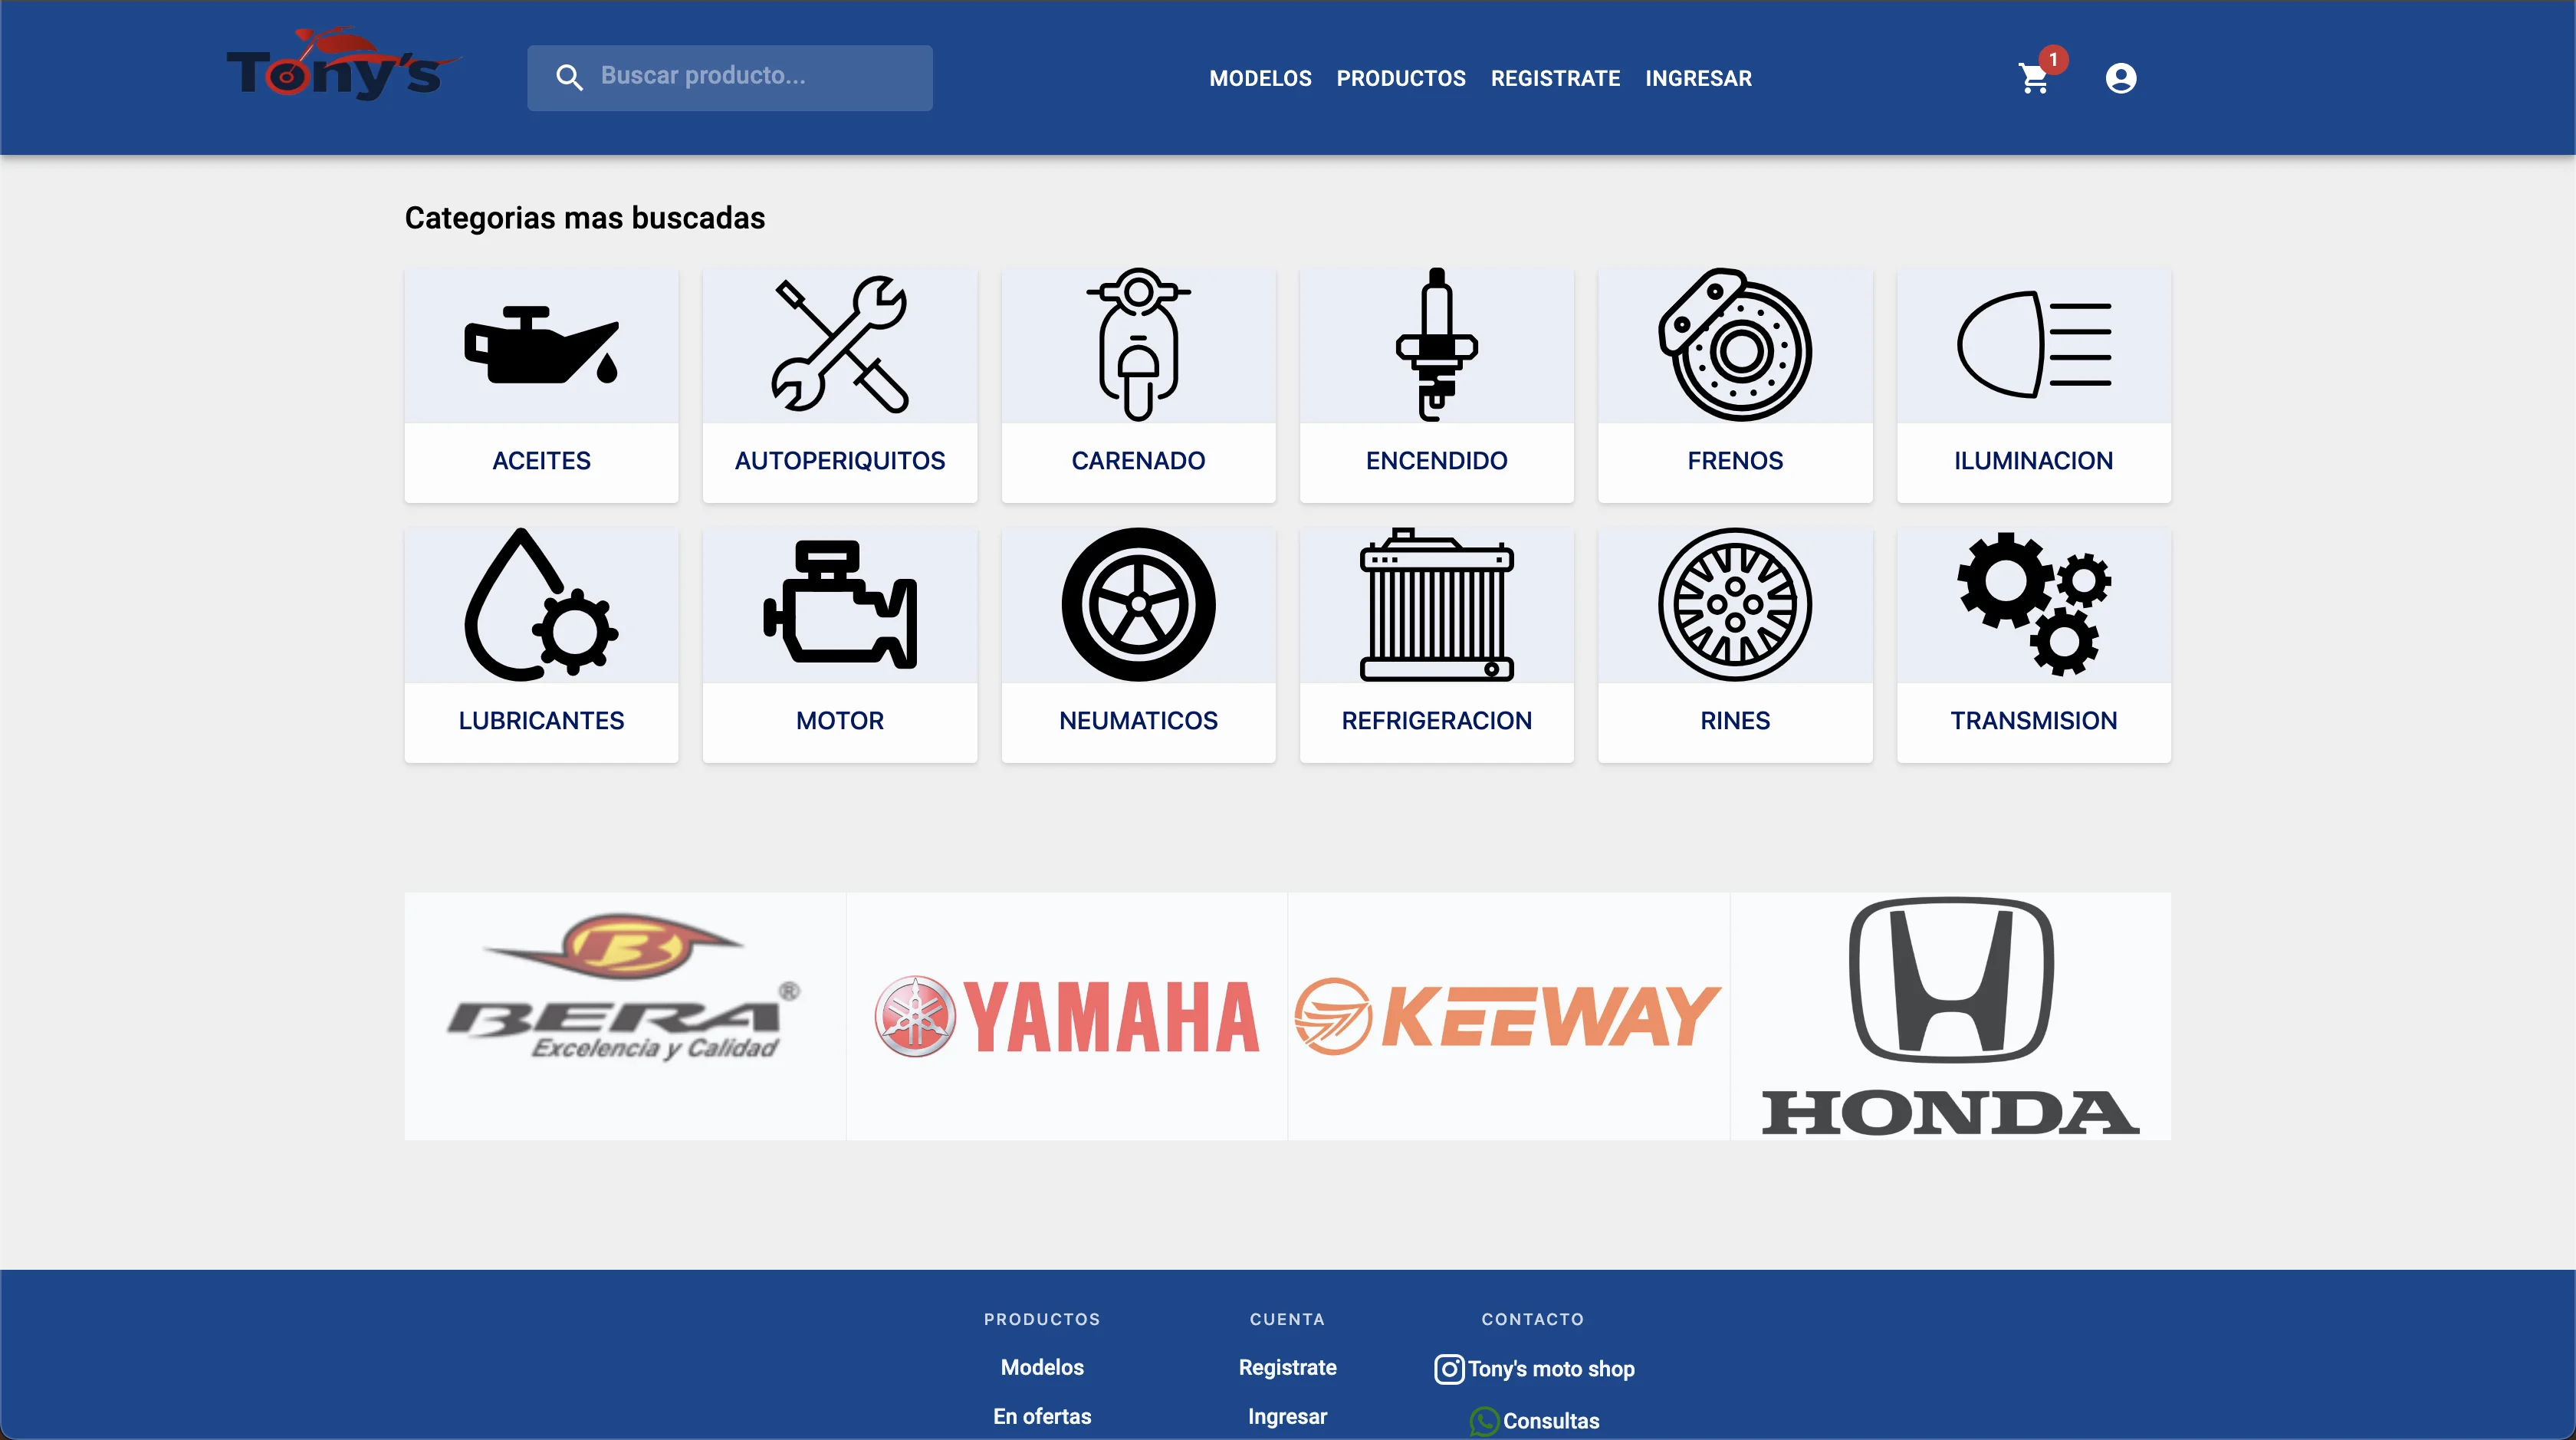 Tony's
Buscar producto...
MODELOS PRODUCTOS REGISTRATE INGRESAR
1
Categorias mas buscadas
ACEITES AUTOPERIQUITOS CARENADO ENCENDIDO FRENOS ILUMINACION
LUBRICANTES MOTOR NEUMATICOS REFRIGERACION RINES TRANSMISION
B
BERA®
Excelencia y Calidad
YAMAHA
KEEWAY
HONDA
PRODUCTOS CUENTA CONTACTO
Modelos Registrate Tony's moto shop
En ofertas Ingresar Consultas